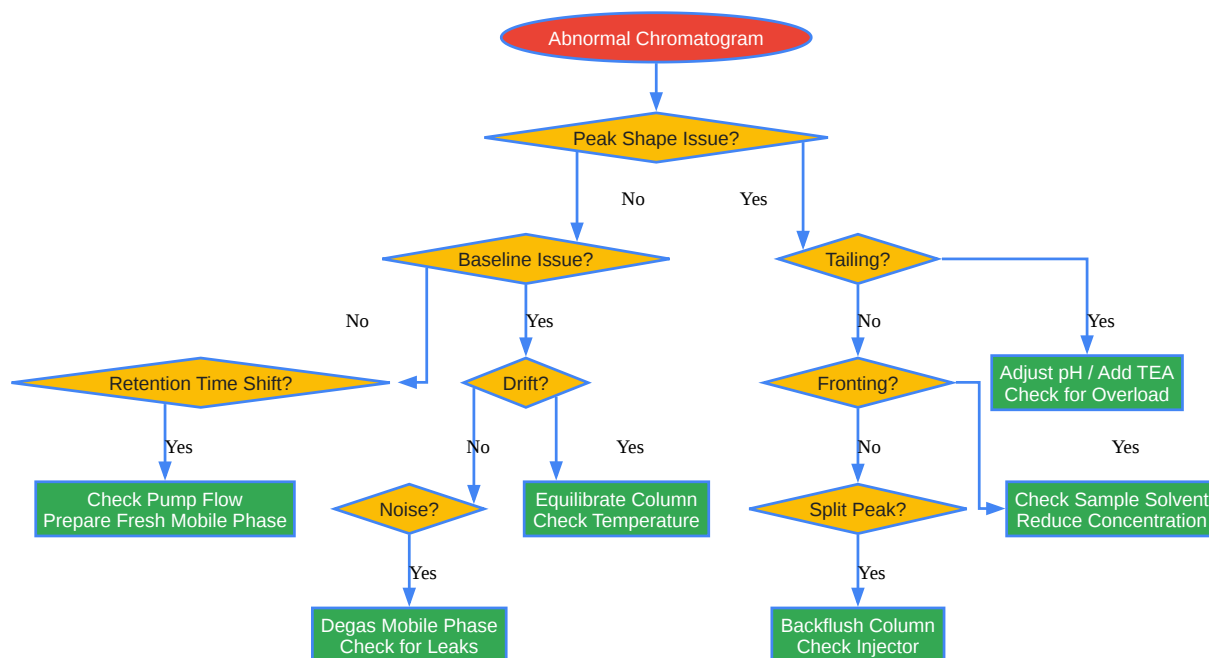 Abnormal Chromatogram
Peak Shape Issue?
No
Yes
Baseline Issue?
Tailing?
No
Yes
No
Yes
Retention Time Shift?
Drift?
Fronting?
Adjust pH / Add TEA
Check for Overload
Yes
No
Yes
No
Yes
Check Pump Flow
Prepare Fresh Mobile Phase
Noise?
Equilibrate Column
Check Temperature
Split Peak?
Check Sample Solvent
Reduce Concentration
Yes
Yes
Degas Mobile Phase
Check for Leaks
Backflush Column
Check Injector